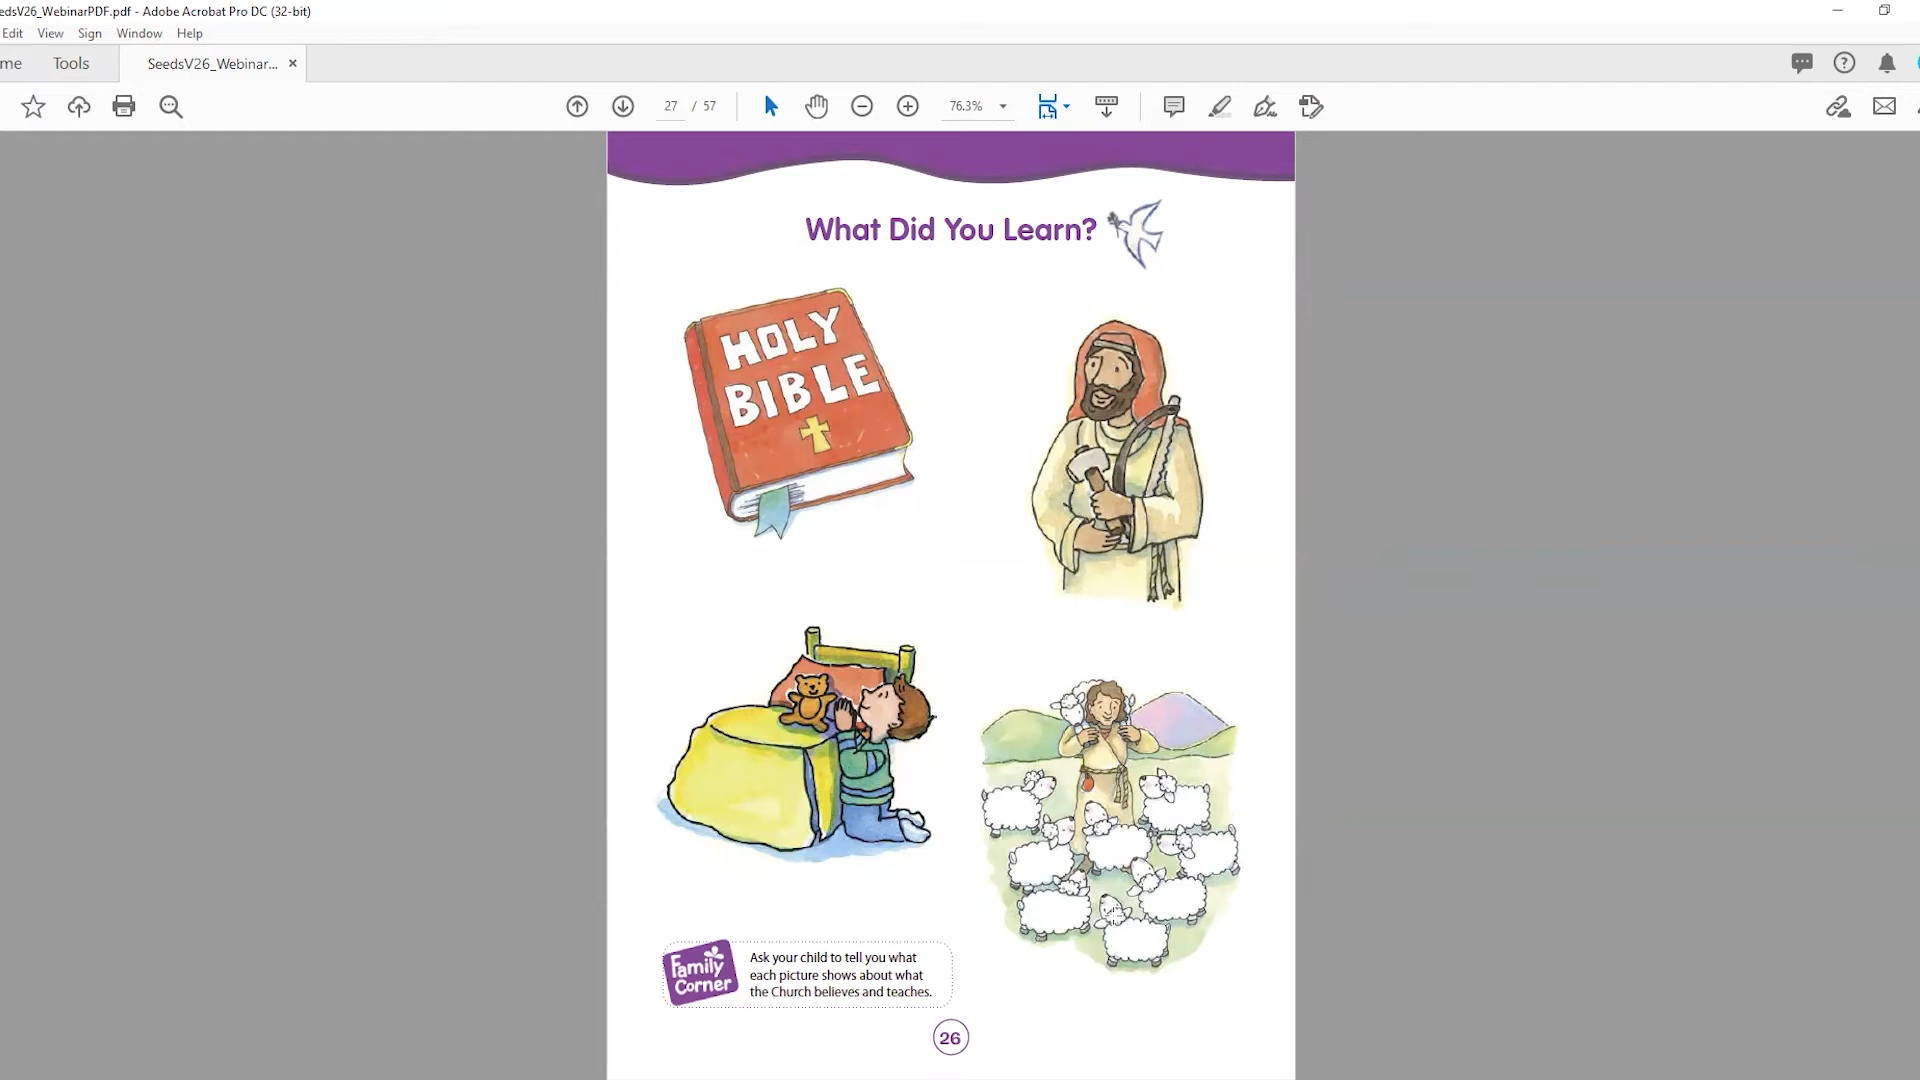 edsV26_WebinarPDF.pdf - Adobe Acrobat Pro DC (32-bit)
Edit View Sign Window Help
me Tools SeedsV26_Webinar... ×
27 / 57 76.3%
What Did You Learn?
HOLY
BIBLE
Family
Corner
Ask your child to tell you what
each picture shows about what
the Church believes and teaches.
26